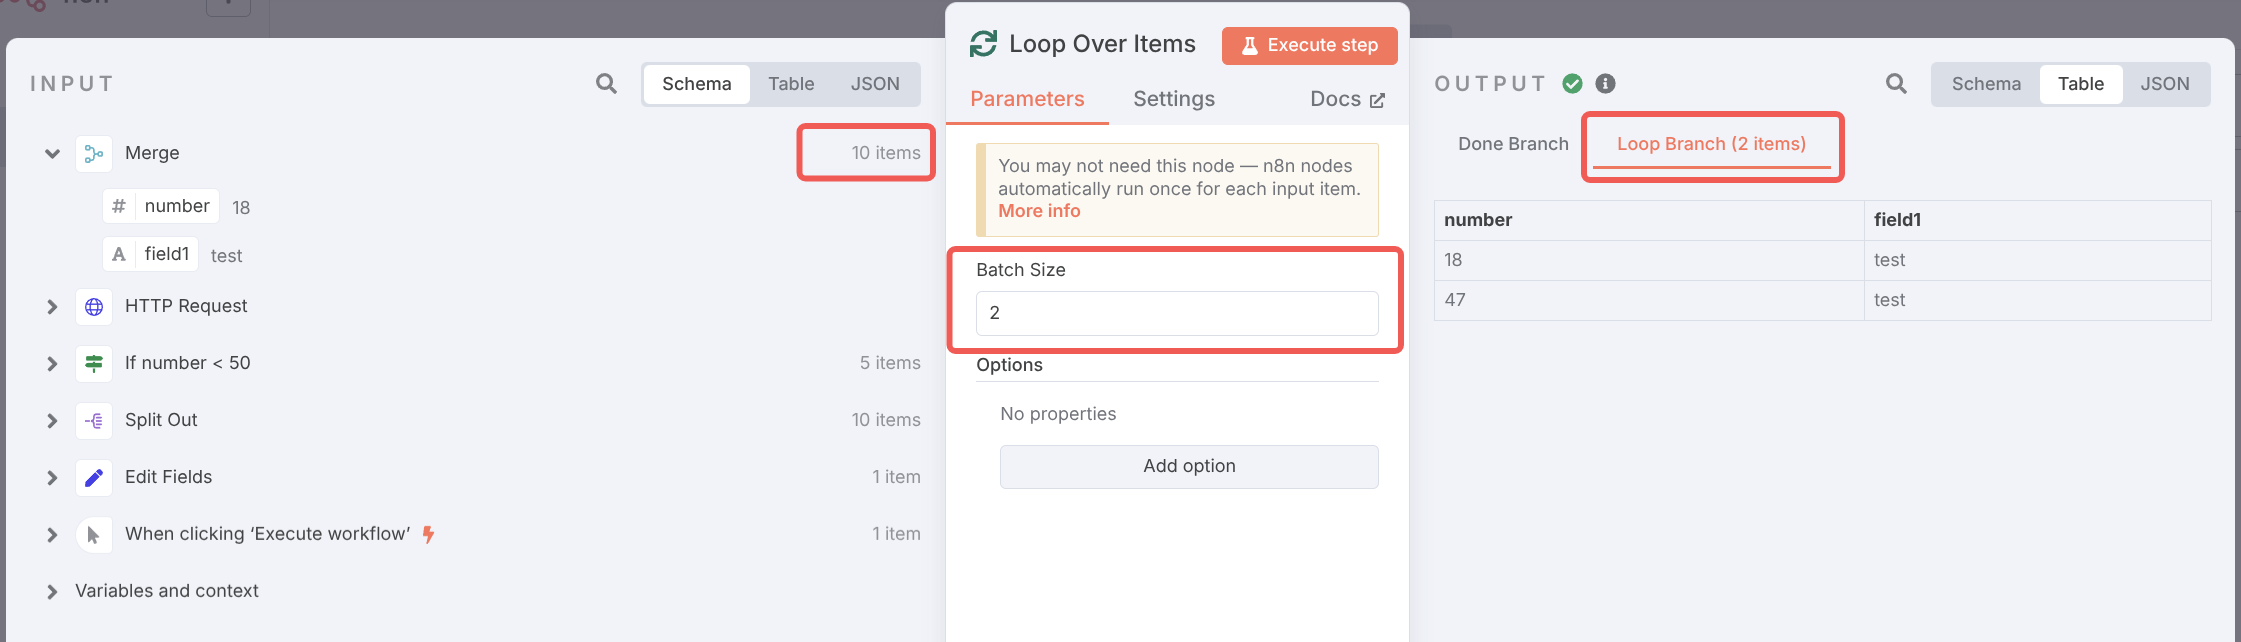 INPUT
Schema
Table
JSON
Merge
10 items
# number
18
A field1
test
HTTP Request
If number < 50
5 items
Split Out
10 items
Edit Fields
1 item
When clicking ‘Execute workflow’
1 item
Variables and context
Loop Over Items
Execute step
Parameters
Settings
Docs
You may not need this node — n8n nodes
automatically run once for each input item.
More info
Batch Size
2
Options
No properties
Add option
OUTPUT
Schema
Table
JSON
Done Branch
Loop Branch (2 items)
number
field1
18
test
47
test